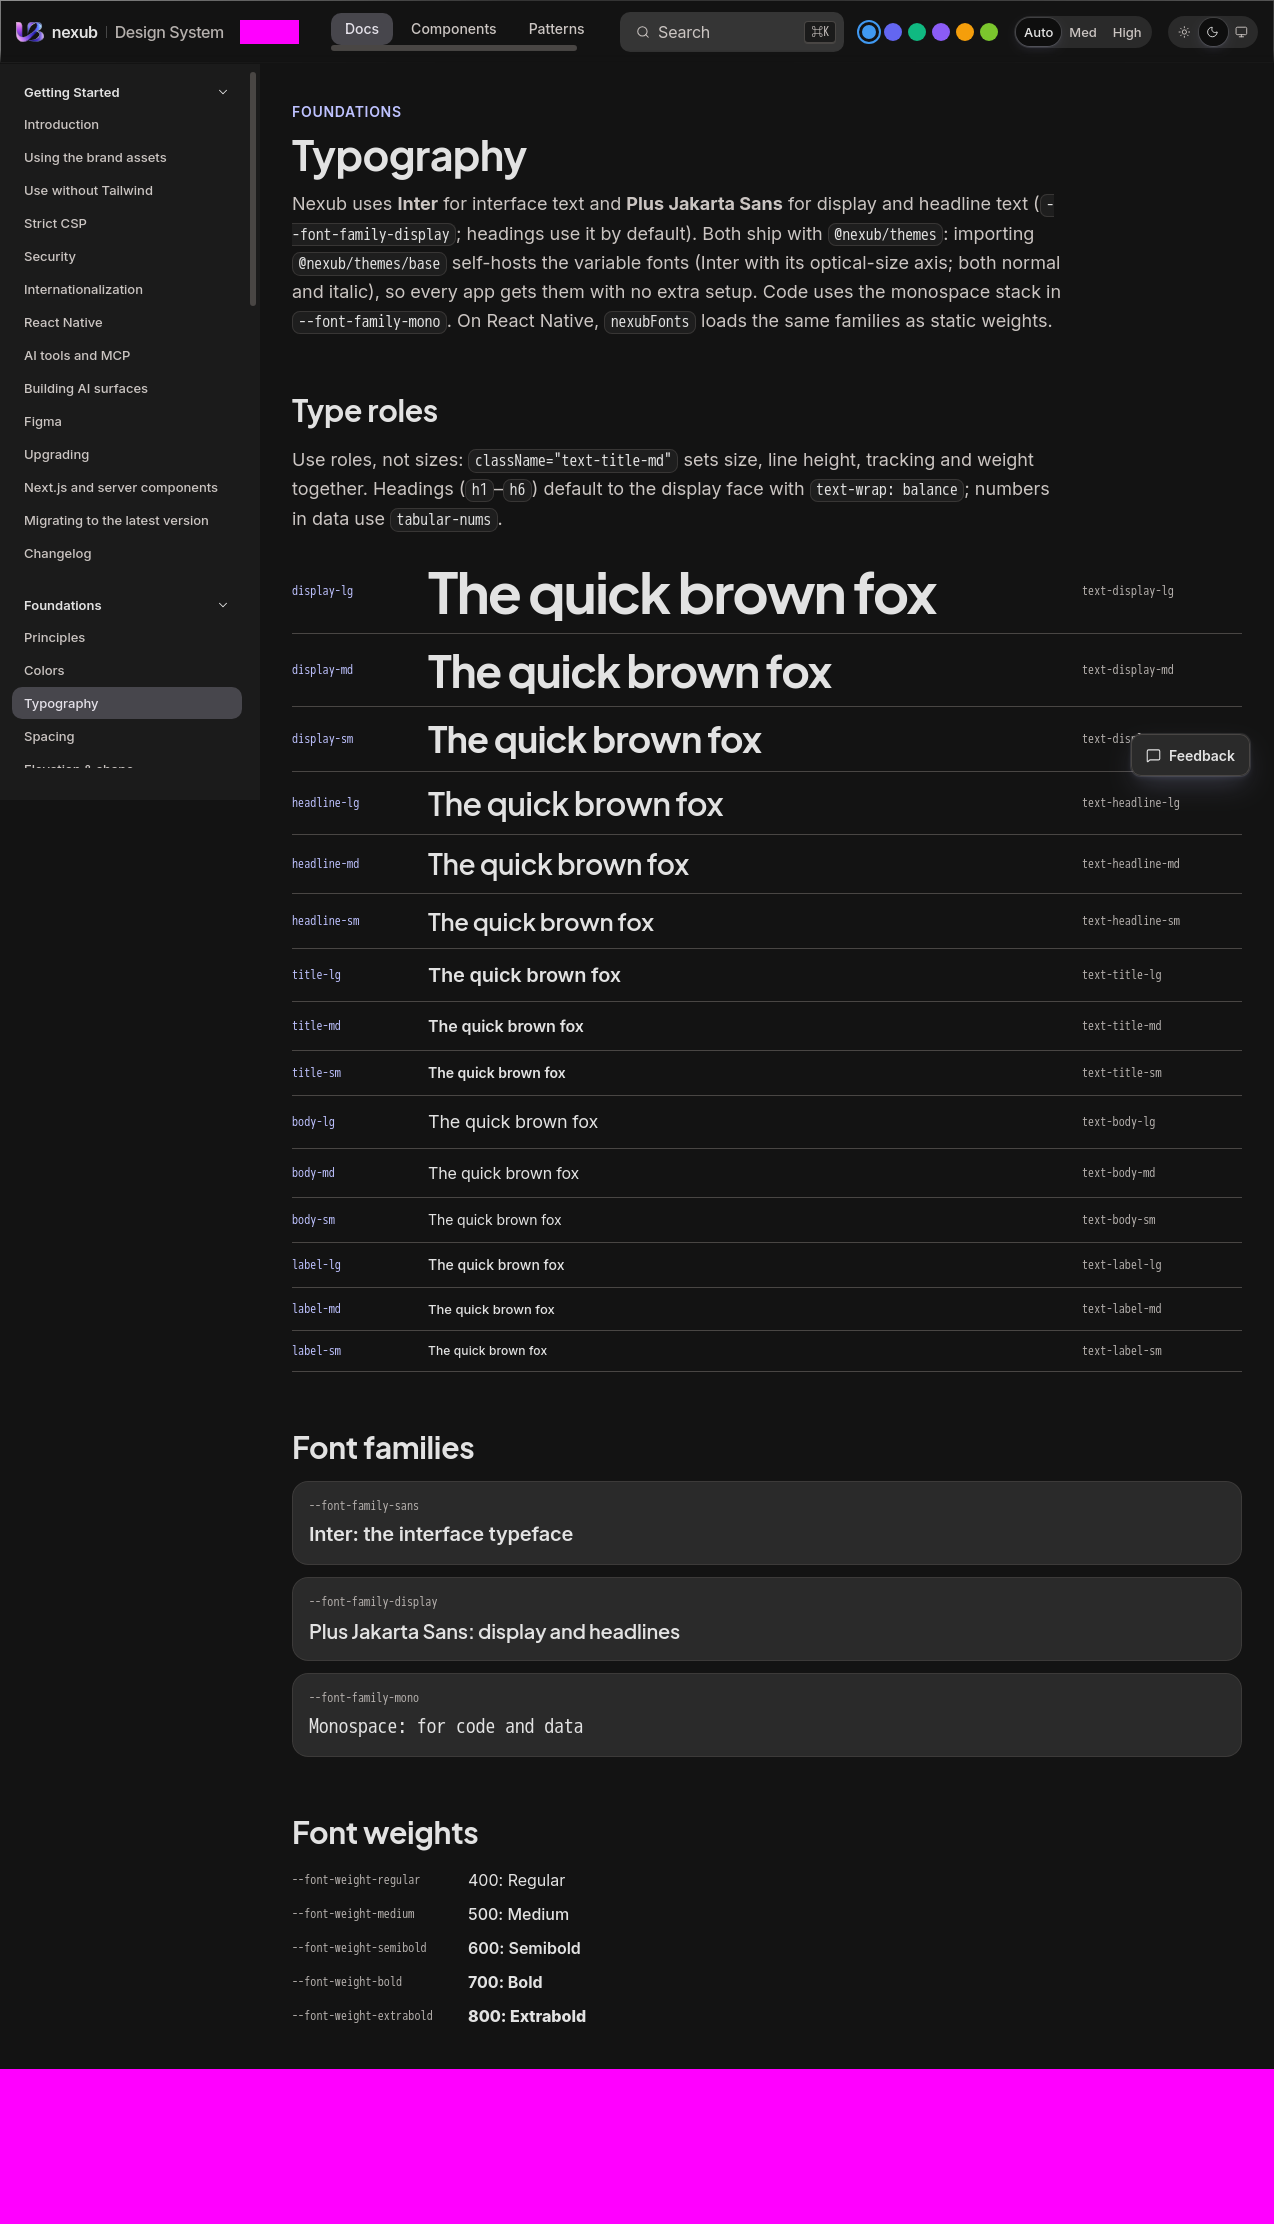 nexub | Design System
Docs
Components
Patterns
Search
⌘K
Auto
Med
High
Getting Started
Introduction
Using the brand assets
Use without Tailwind
Strict CSP
Security
Internationalization
React Native
AI tools and MCP
Building AI surfaces
Figma
Upgrading
Next.js and server components
Migrating to the latest version
Changelog
Foundations
Principles
Colors
Typography
Spacing
Elevation & shape
FOUNDATIONS
Typography
Nexub uses Inter for interface text and Plus Jakarta Sans for display and headline text (-
-font-family-display; headings use it by default). Both ship with @nexub/themes: importing
@nexub/themes/base self-hosts the variable fonts (Inter with its optical-size axis; both normal
and italic), so every app gets them with no extra setup. Code uses the monospace stack in
--font-family-mono. On React Native, nexubFonts loads the same families as static weights.
Type roles
Use roles, not sizes: className="text-title-md" sets size, line height, tracking and weight
together. Headings (h1–h6) default to the display face with text-wrap: balance; numbers
in data use tabular-nums.
display-lg The quick brown fox text-display-lg
display-md The quick brown fox text-display-md
display-sm The quick brown fox
Feedback
headline-lg The quick brown fox text-headline-lg
headline-md The quick brown fox text-headline-md
headline-sm The quick brown fox text-headline-sm
title-lg The quick brown fox text-title-lg
title-md The quick brown fox text-title-md
title-sm The quick brown fox text-title-sm
body-lg The quick brown fox text-body-lg
body-md The quick brown fox text-body-md
body-sm The quick brown fox text-body-sm
label-lg The quick brown fox text-label-lg
label-md The quick brown fox text-label-md
label-sm The quick brown fox text-label-sm
Font families
--font-family-sans
Inter: the interface typeface
--font-family-display
Plus Jakarta Sans: display and headlines
--font-family-mono
Monospace: for code and data
Font weights
--font-weight-regular 400: Regular
--font-weight-medium 500: Medium
--font-weight-semibold 600: Semibold
--font-weight-bold 700: Bold
--font-weight-extrabold 800: Extrabold